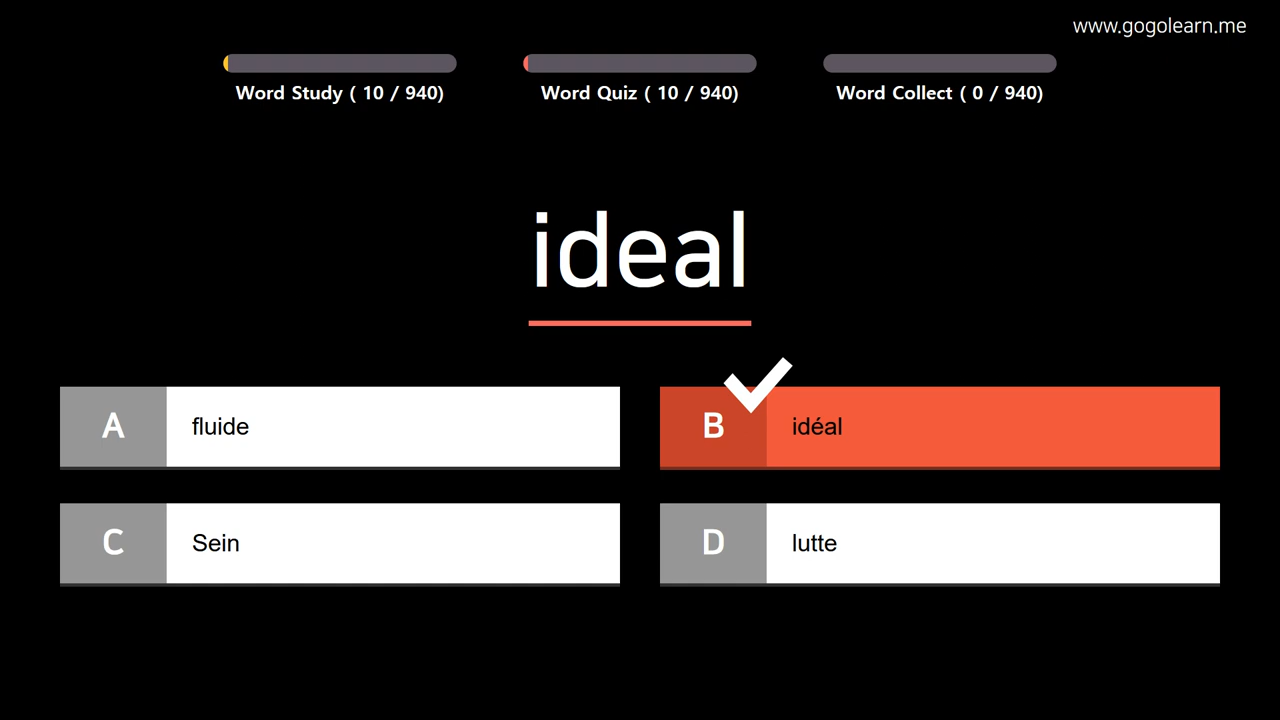 www.gogolearn.me
Word Study ( 10 / 940)
Word Quiz ( 10 / 940)
Word Collect ( 0 / 940)
ideal
A fluide
B idéal
C Sein
D lutte